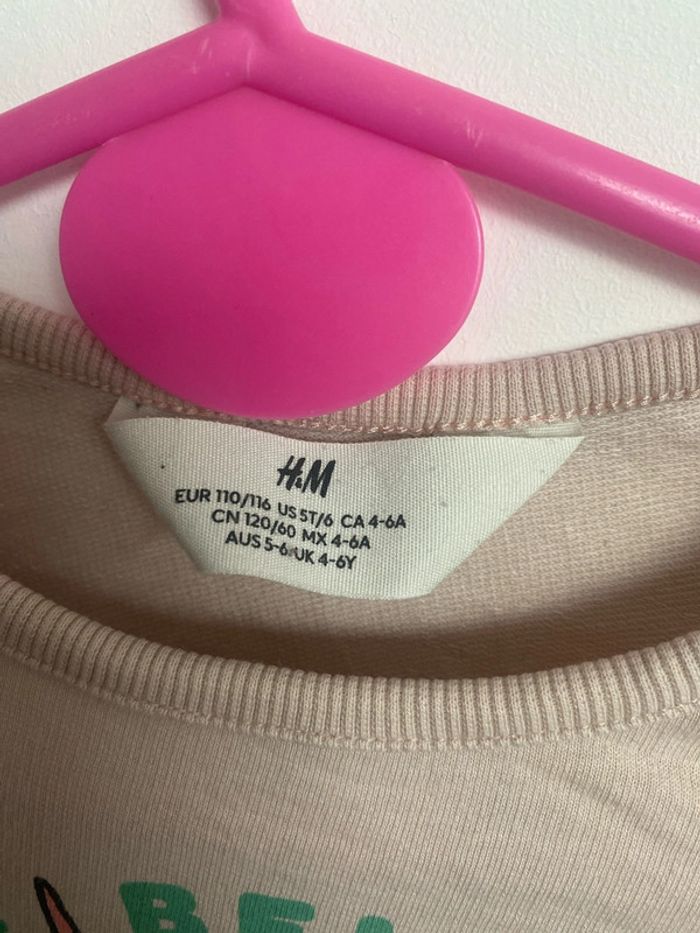 H&M
EUR 110/116 US 5T/6 CA 4-6A
CN 120/60 MX 4-6A
AUS 5-6 UK 4-6Y